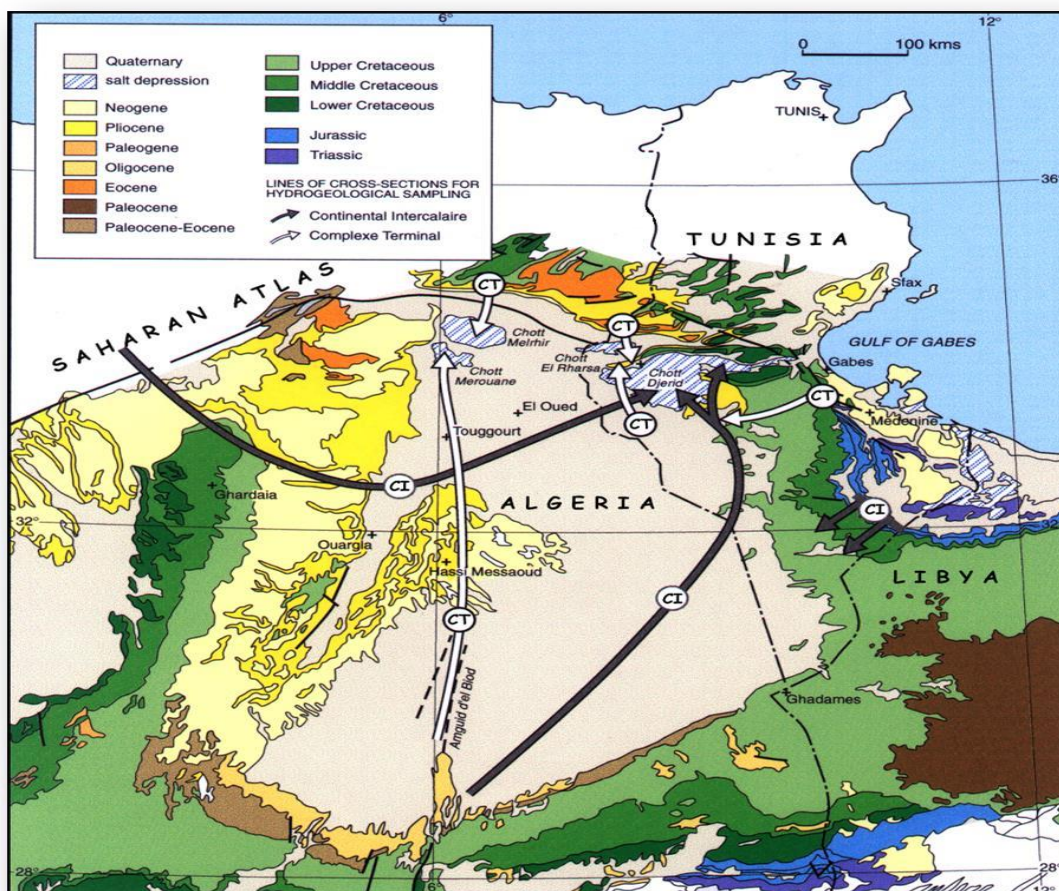 6°
12°
0 100 kms
Quaternary
salt depression
Neogene
Pliocene
Paleogene
Oligocene
Eocene
Paleocene
Paleocene-Eocene
Upper Cretaceous
Middle Cretaceous
Lower Cretaceous
Jurassic
Triassic
LINES OF CROSS-SECTIONS FOR
HYDROGEOLOGICAL SAMPLING
Continental Intercalaire
Complexe Terminal
TUNIS
36°
TUNISIA
SAHARAN ATLAS
CT
Sfax
CT
Chott
Melrhir
Chott
El Rharsa
GULF OF GABES
Chott
Merouane
Chott
Djerid
Gabes
CT
El Oued
CT
Medenine
Touggourt
CI
Ghardaia
ALGERIA
CI
32°
32°
Ouargla
Hassi Messaoud
LIBYA
CI
CT
Amguid d'el Biod
Ghadames
28°
6°
28°